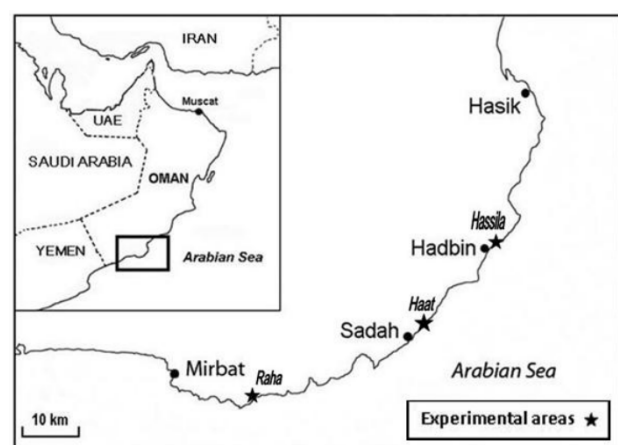 IRAN
Muscat
UAE
SAUDI ARABIA
OMAN
YEMEN
Arabian Sea
Hasik
Hassila
Hadbin
Haat
Sadah
Mirbat
Raha
Arabian Sea
10 km
Experimental areas ★